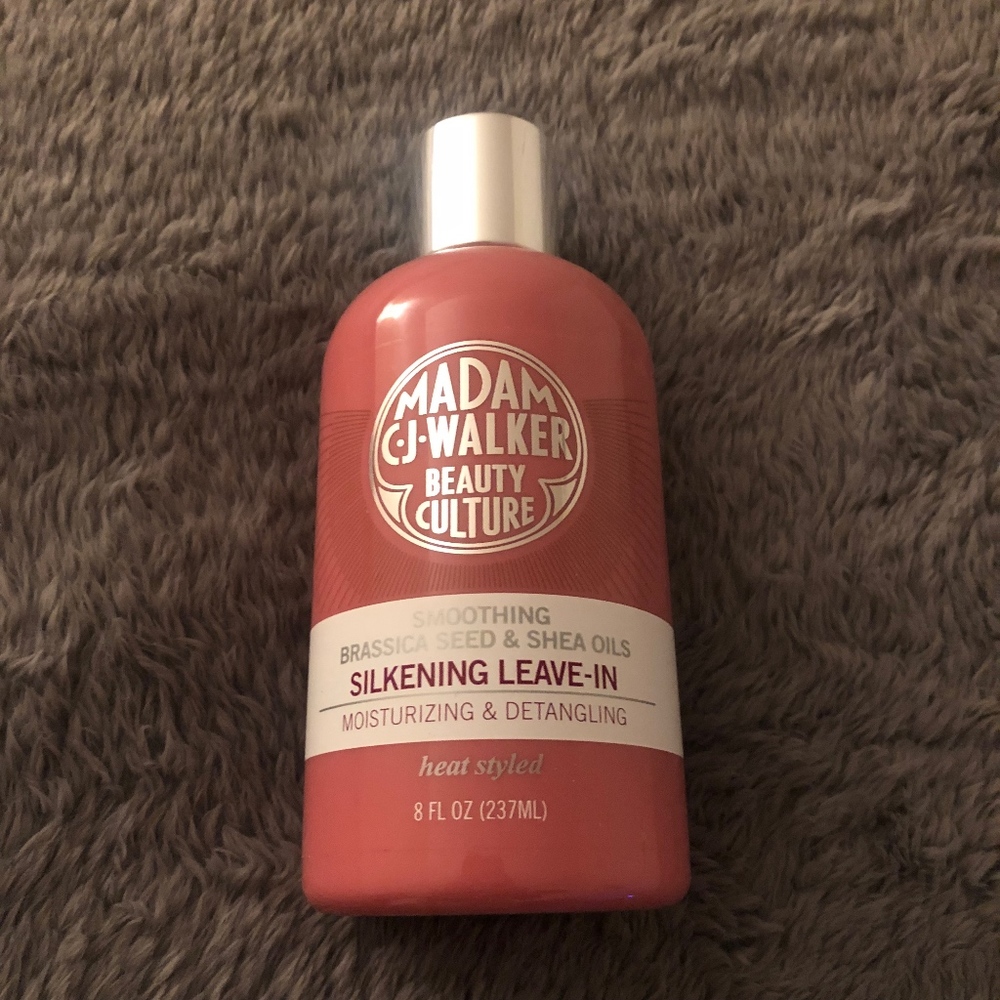 MADAM
C·J·WALKER
BEAUTY
CULTURE
SMOOTHING
BRASSICA SEED & SHEA OILS
SILKENING LEAVE-IN
MOISTURIZING & DETANGLING
heat styled
8 FL OZ (237ML)